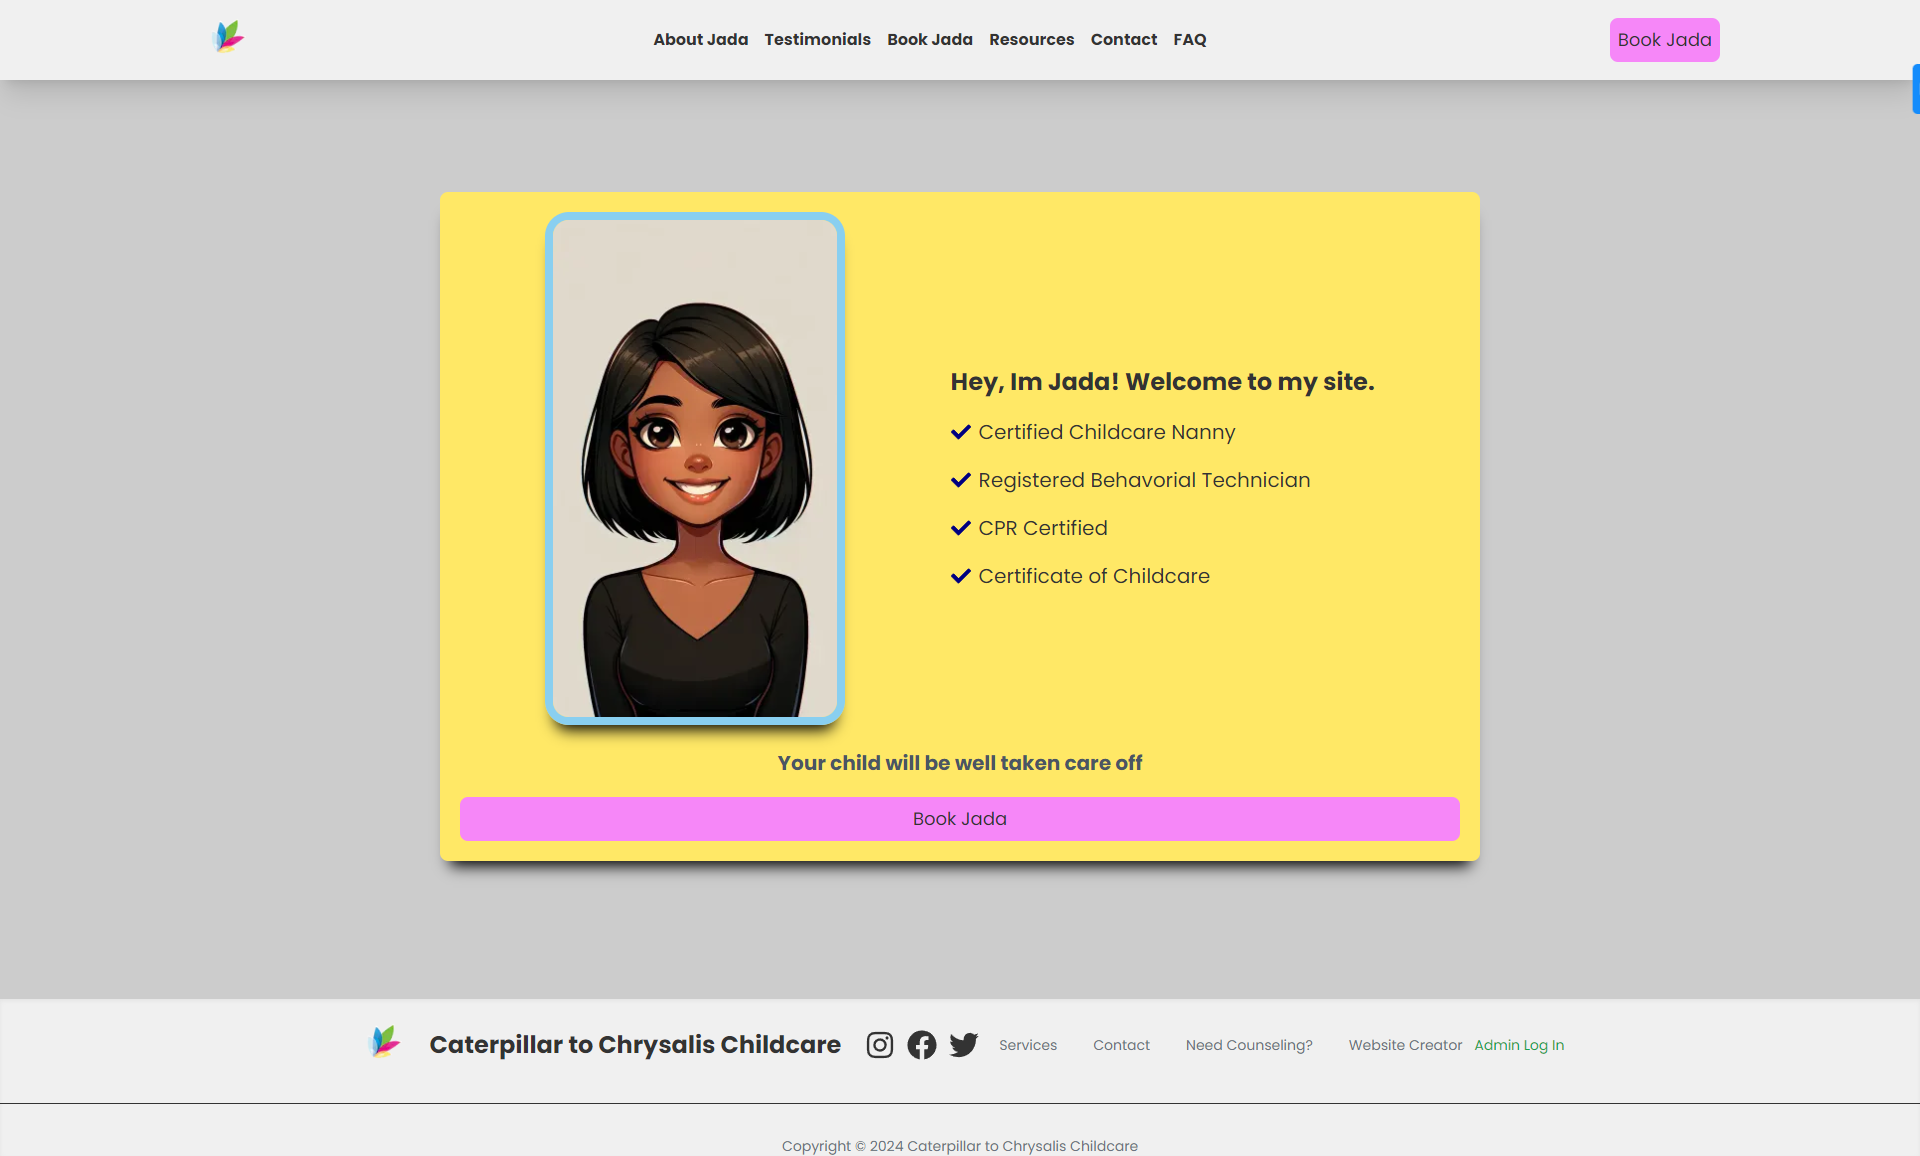 About Jada Testimonials Book Jada Resources Contact FAQ Book Jada
Hey, Im Jada! Welcome to my site.
Certified Childcare Nanny
Registered Behavorial Technician
CPR Certified
Certificate of Childcare
Your child will be well taken care off
Book Jada
Caterpillar to Chrysalis Childcare Services Contact Need Counseling? Website Creator Admin Log In
Copyright © 2024 Caterpillar to Chrysalis Childcare